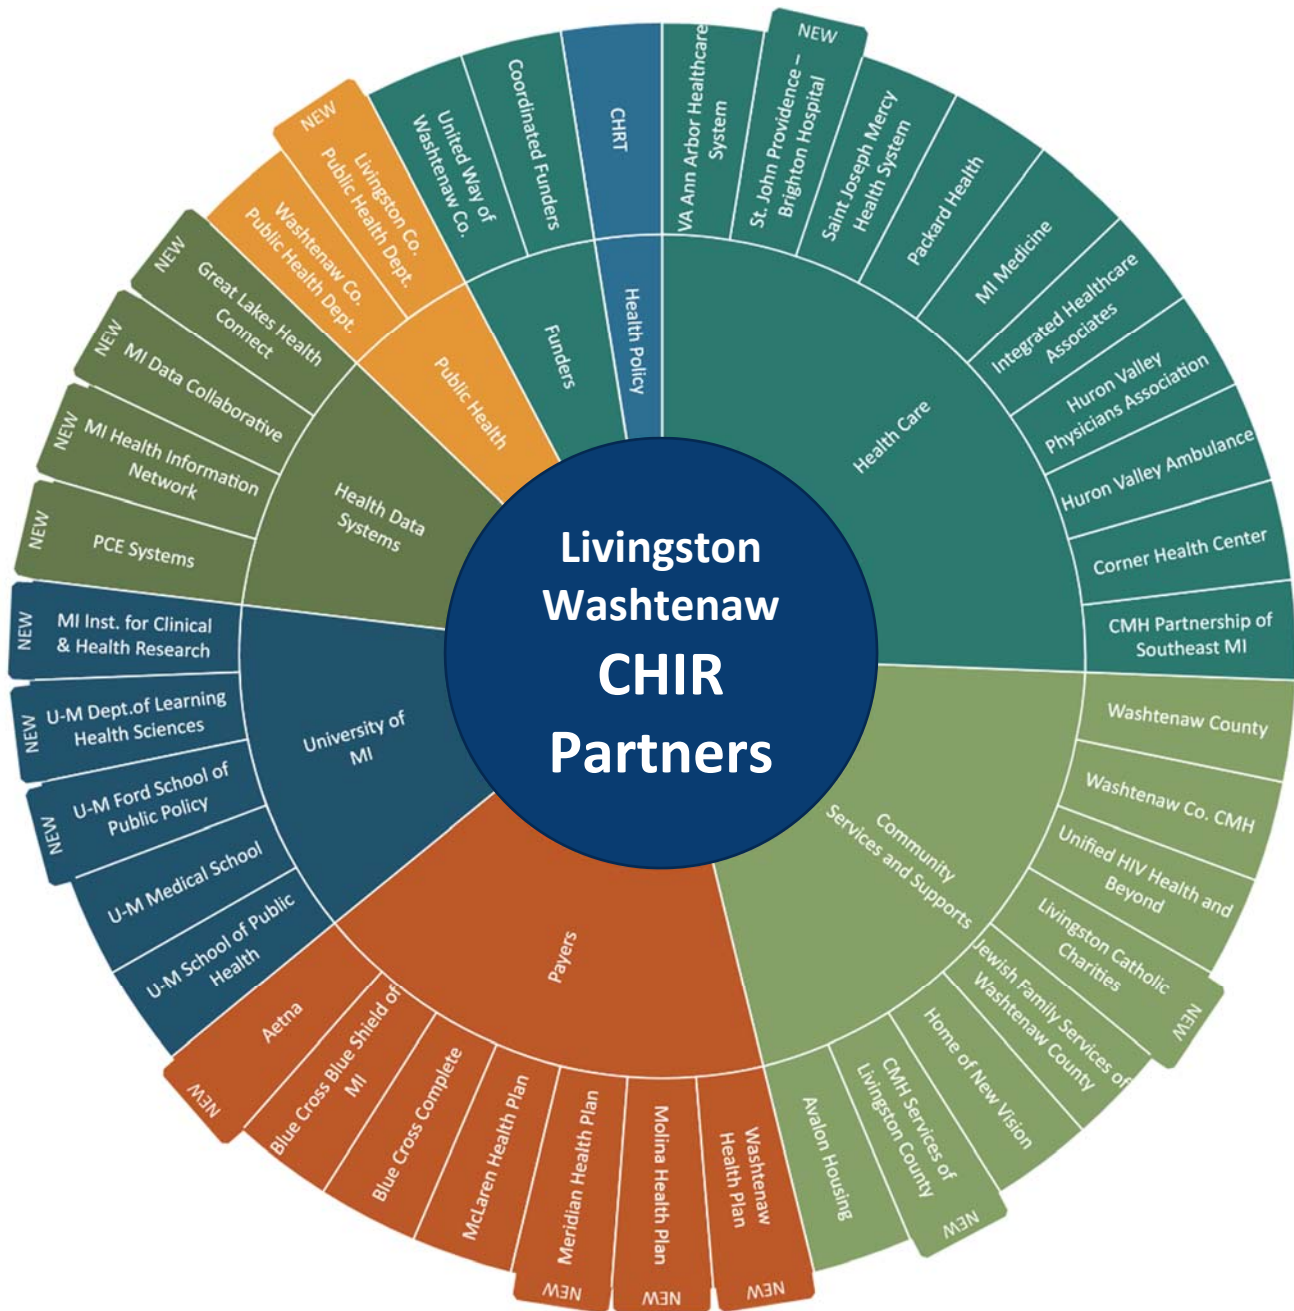 Livingston
Washtenaw
CHIR
Partners
Health Care
VA Ann Arbor Healthcare
System
NEW
St. John Providence –
Brighton Hospital
Saint Joseph Mercy
Health System
Packard Health
MI Medicine
Integrated Healthcare
Associates
Huron Valley
Physicians Association
Huron Valley Ambulance
Corner Health Center
CMH Partnership of
Southeast MI
Community
Services and Supports
Washtenaw County
Washtenaw Co. CMH
Unified HIV Health and
Beyond
Livingston Catholic
Charities
NEW
Jewish Family Services of
Washtenaw County
Home of New Vision
CMH Services of
Livingston County
NEW
Avalon Housing
Payers
Washtenaw
Health Plan
NEW
Molina Health Plan
NEW
Meridian Health Plan
NEW
McLaren Health Plan
Blue Cross Complete
Blue Cross Blue Shield of
MI
Aetna
NEW
University of
MI
U-M School of Public
Health
U-M Medical School
U-M Ford School of
Public Policy
NEW
U-M Dept.of Learning
Health Sciences
NEW
MI Inst. for Clinical
& Health Research
NEW
Health Data
Systems
PCE Systems
NEW
MI Health Information
Network
NEW
MI Data Collaborative
NEW
Great Lakes Health
Connect
NEW
Public Health
Washtenaw Co.
Public Health Dept.
Livingston Co.
Public Health Dept.
NEW
Funders
United Way of
Washtenaw Co.
Coordinated Funders
Health Policy
CHRT